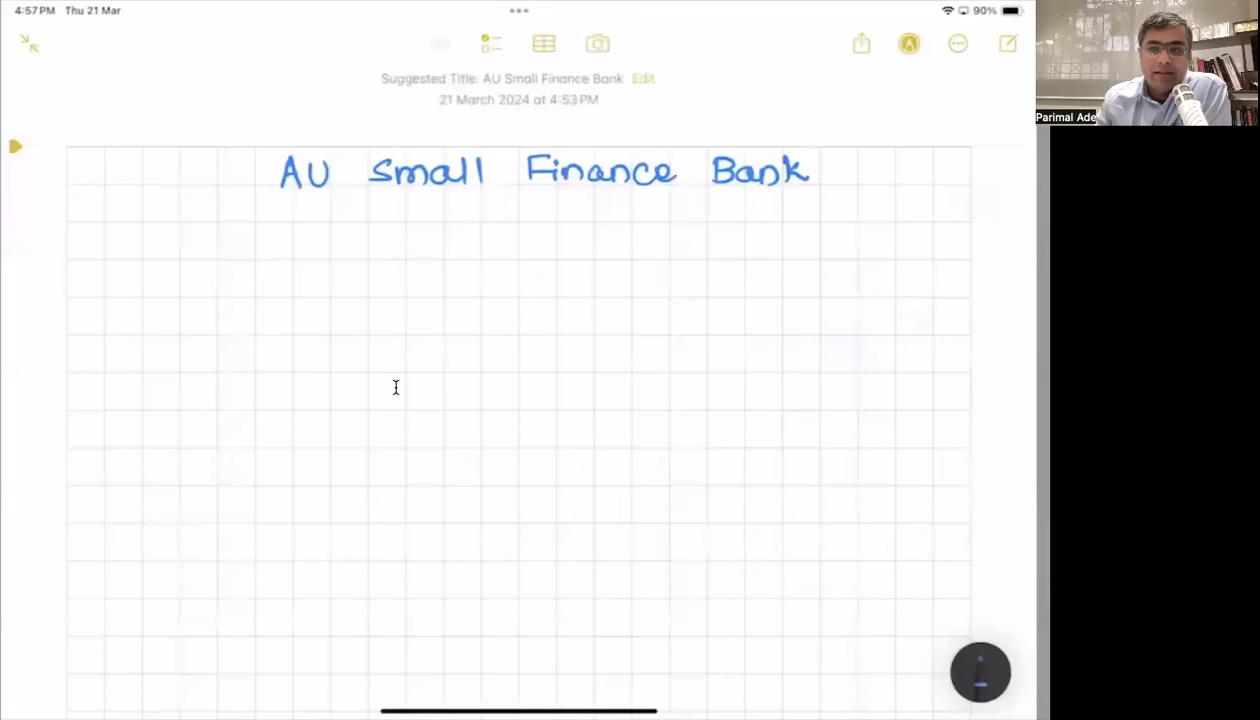 4:57 PM Thu 21 Mar
90%
Suggested Title: AU Small Finance Bank Edit
21 March 2024 at 4:53 PM
Parimal Ade
AU Small Finance Bank